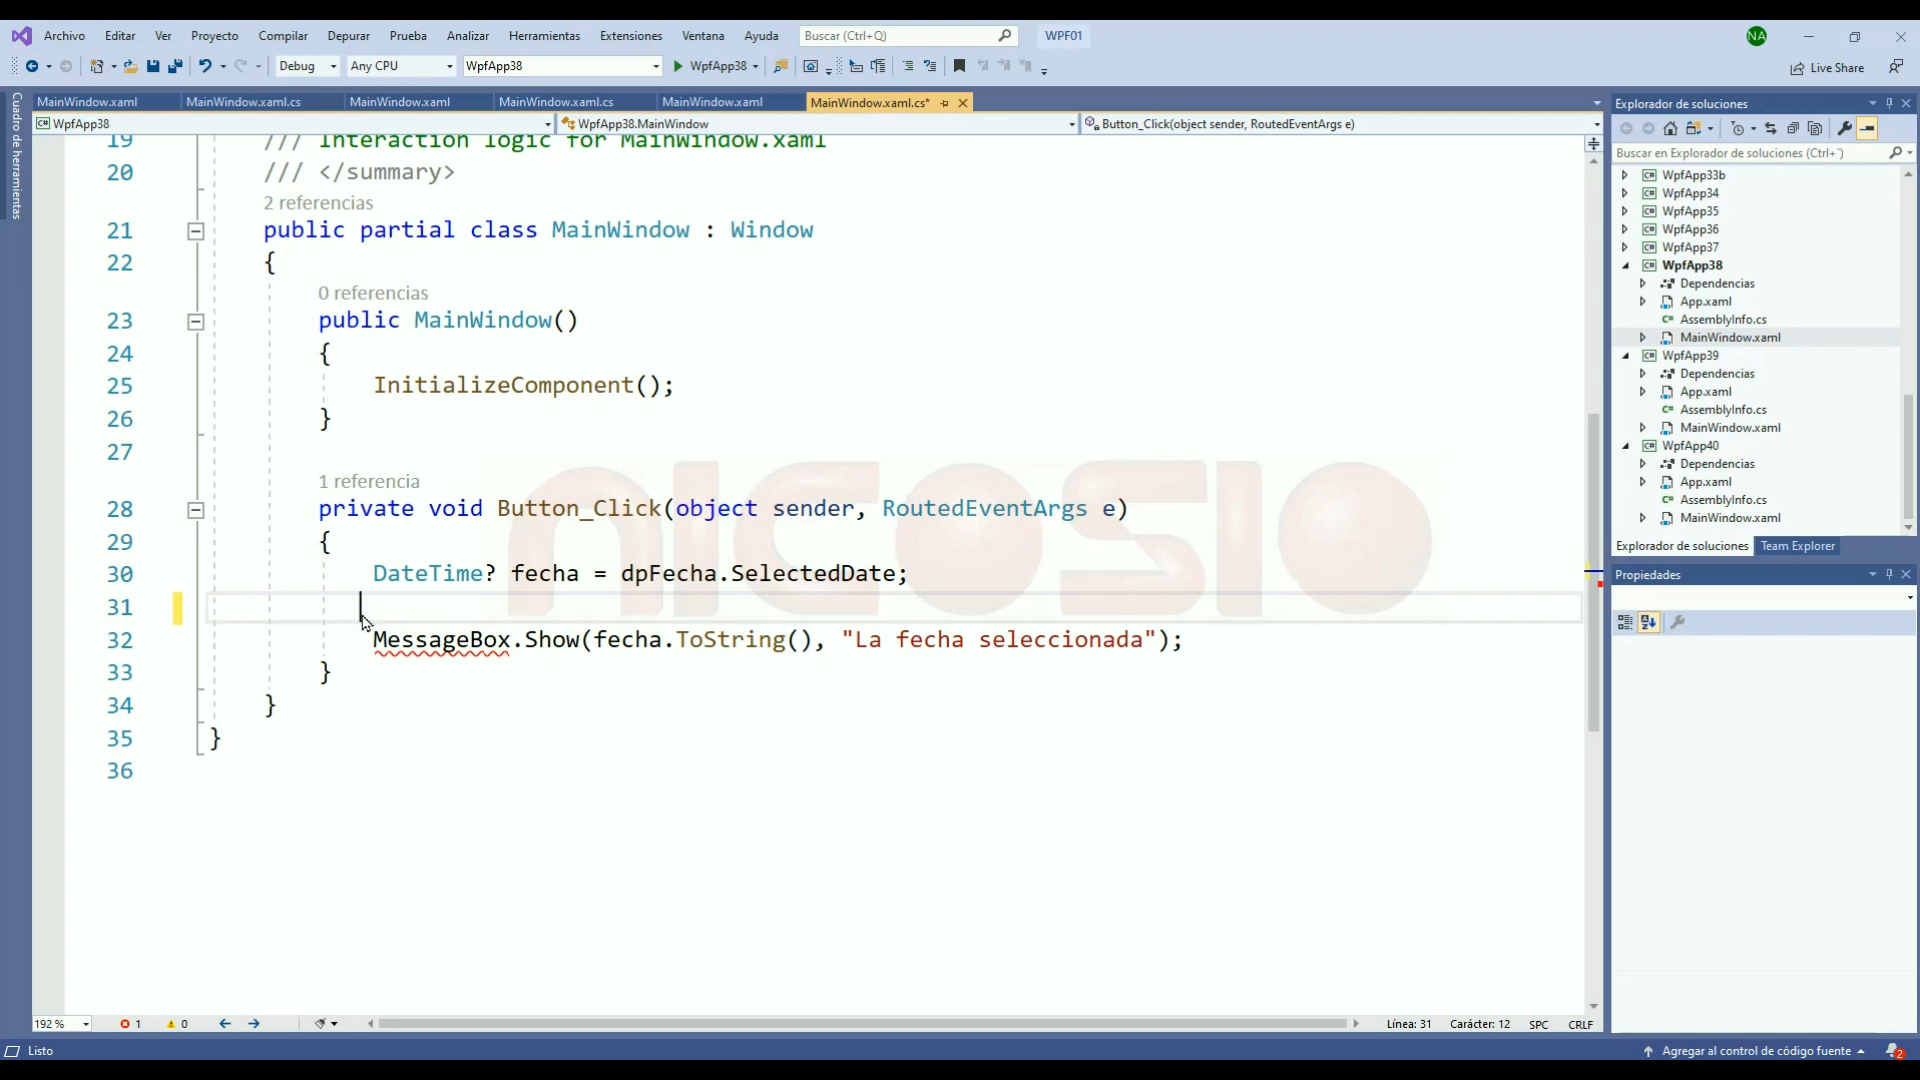 Archivo Editar Ver Proyecto Compilar Depurar Prueba Analizar Herramientas Extensiones Ventana Ayuda Buscar (Ctrl+Q) WPF01 NA
Debug Any CPU WpfApp38 WpfApp38 Live Share
Cuadro de herramientas
MainWindow.xaml MainWindow.xaml.cs MainWindow.xaml MainWindow.xaml.cs MainWindow.xaml MainWindow.xaml.cs*
WpfApp38 WpfApp38.MainWindow Button_Click(object sender, RoutedEventArgs e)
19 /// Interaction logic for MainWindow.xaml
20 /// </summary>
2 referencias
21 public partial class MainWindow : Window
22 {
0 referencias
23 public MainWindow()
24 {
25 InitializeComponent();
26 }
27
1 referencia
28 private void Button_Click(object sender, RoutedEventArgs e)
29 {
30 DateTime? fecha = dpFecha.SelectedDate;
31
32 MessageBox.Show(fecha.ToString(), "La fecha seleccionada");
33 }
34 }
35 }
36
NICOSIO
192 % 1 0 Línea: 31 Carácter: 12 SPC CRLF
Explorador de soluciones
Buscar en Explorador de soluciones (Ctrl+`)
WpfApp33b
WpfApp34
WpfApp35
WpfApp36
WpfApp37
WpfApp38
Dependencias
App.xaml
AssemblyInfo.cs
MainWindow.xaml
WpfApp39
Dependencias
App.xaml
AssemblyInfo.cs
MainWindow.xaml
WpfApp40
Dependencias
App.xaml
AssemblyInfo.cs
MainWindow.xaml
Explorador de soluciones Team Explorer
Propiedades
Listo Agregar al control de código fuente 2